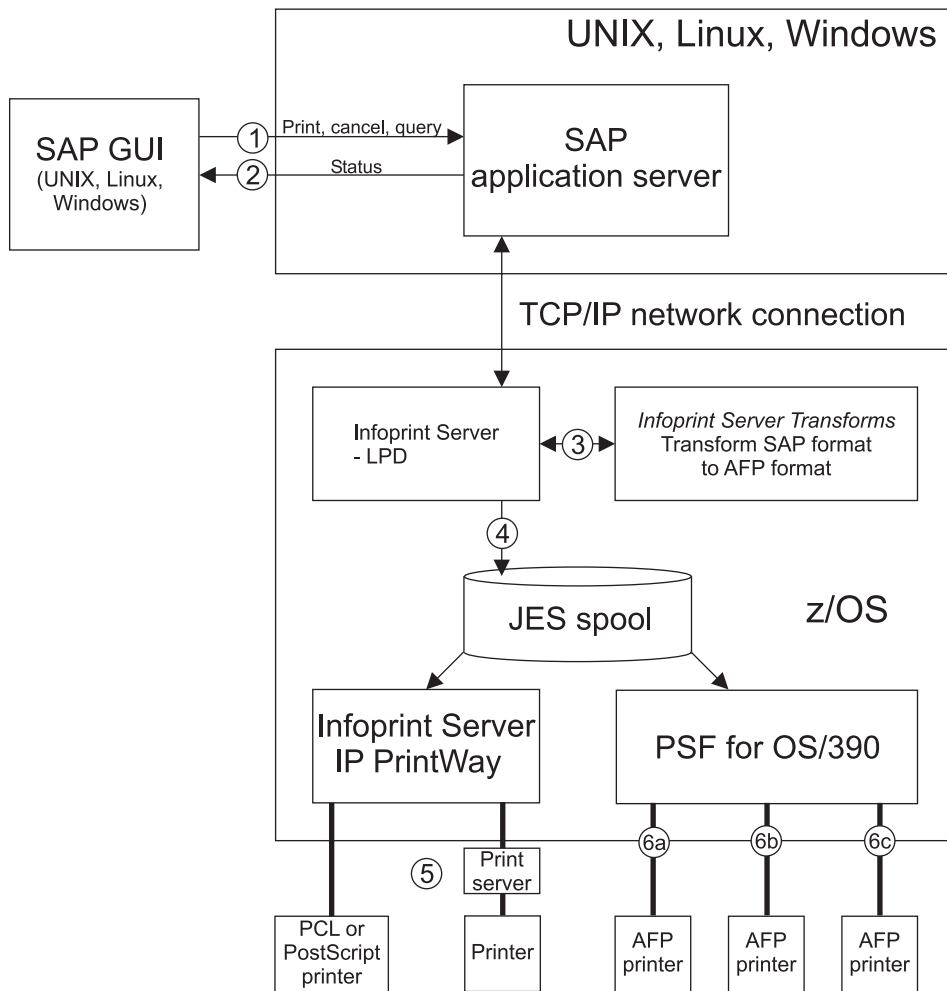 UNIX, Linux, Windows
SAP GUI
(UNIX, Linux,
Windows)
1
Print, cancel, query
2
Status
SAP
application server
TCP/IP network connection
Infoprint Server
- LPD
3
Infoprint Server Transforms
Transform SAP format
to AFP format
4
JES spool
z/OS
Infoprint Server
IP PrintWay
PSF for OS/390
6a
6b
6c
5
Print
server
PCL or
PostScript
printer
Printer
AFP
printer
AFP
printer
AFP
printer